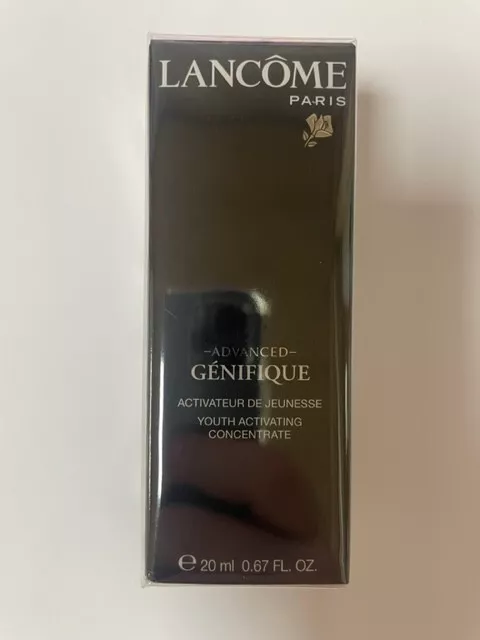 LANCÔME
PARIS
–ADVANCED–
GÉNIFIQUE
ACTIVATEUR DE JEUNESSE
YOUTH ACTIVATING
CONCENTRATE
℮ 20 ml 0.67 FL. OZ.